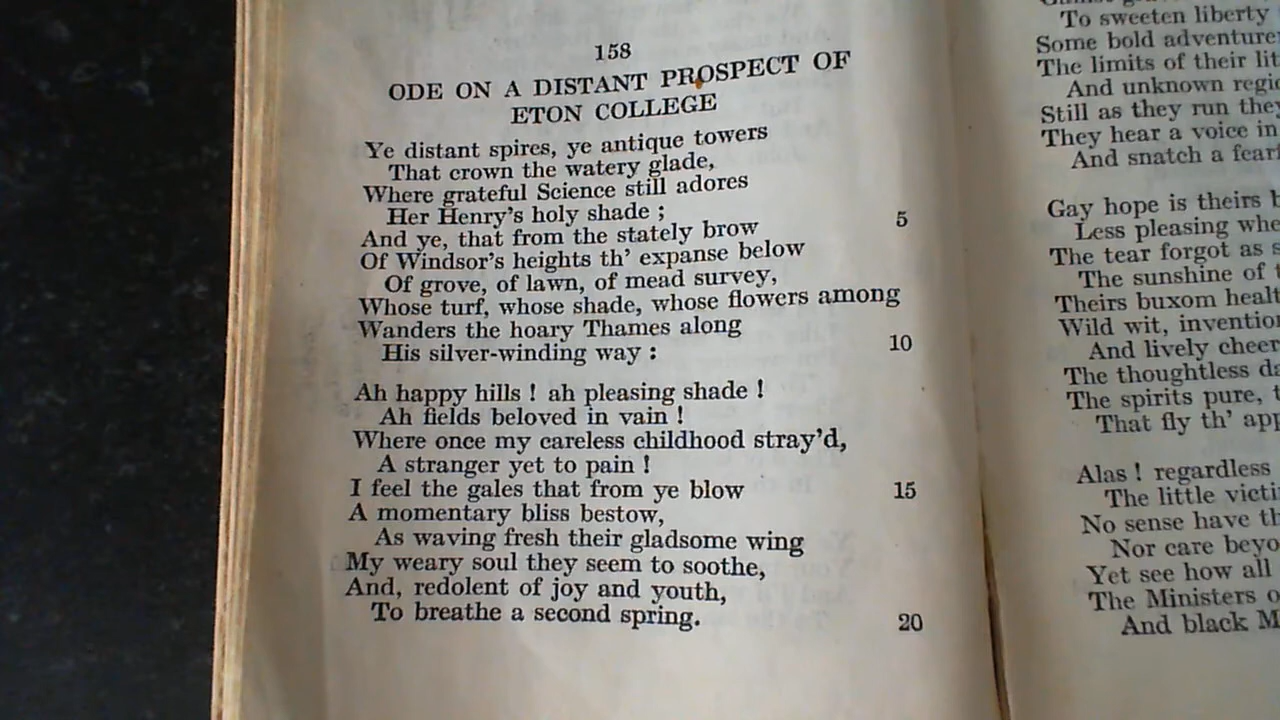 158
ODE ON A DISTANT PROSPECT OF
ETON COLLEGE
Ye distant spires, ye antique towers
That crown the watery glade,
Where grateful Science still adores
Her Henry's holy shade ;
And ye, that from the stately brow 5
Of Windsor's heights th' expanse below
Of grove, of lawn, of mead survey,
Whose turf, whose shade, whose flowers among
Wanders the hoary Thames along
His silver-winding way : 10
Ah happy hills ! ah pleasing shade !
Ah fields beloved in vain !
Where once my careless childhood stray'd,
A stranger yet to pain !
I feel the gales that from ye blow 15
A momentary bliss bestow,
As waving fresh their gladsome wing
My weary soul they seem to soothe,
And, redolent of joy and youth,
To breathe a second spring. 20
To sweeten liberty
Some bold adventure
The limits of their lit
And unknown regi
Still as they run they
They hear a voice in
And snatch a fear
Gay hope is theirs b
Less pleasing whe
The tear forgot as s
The sunshine of
Theirs buxom healt
Wild wit, invention
And lively cheer
The thoughtless da
The spirits pure, t
That fly th' app
Alas ! regardless
The little victi
No sense have th
Nor care beyo
Yet see how all
The Ministers o
And black M